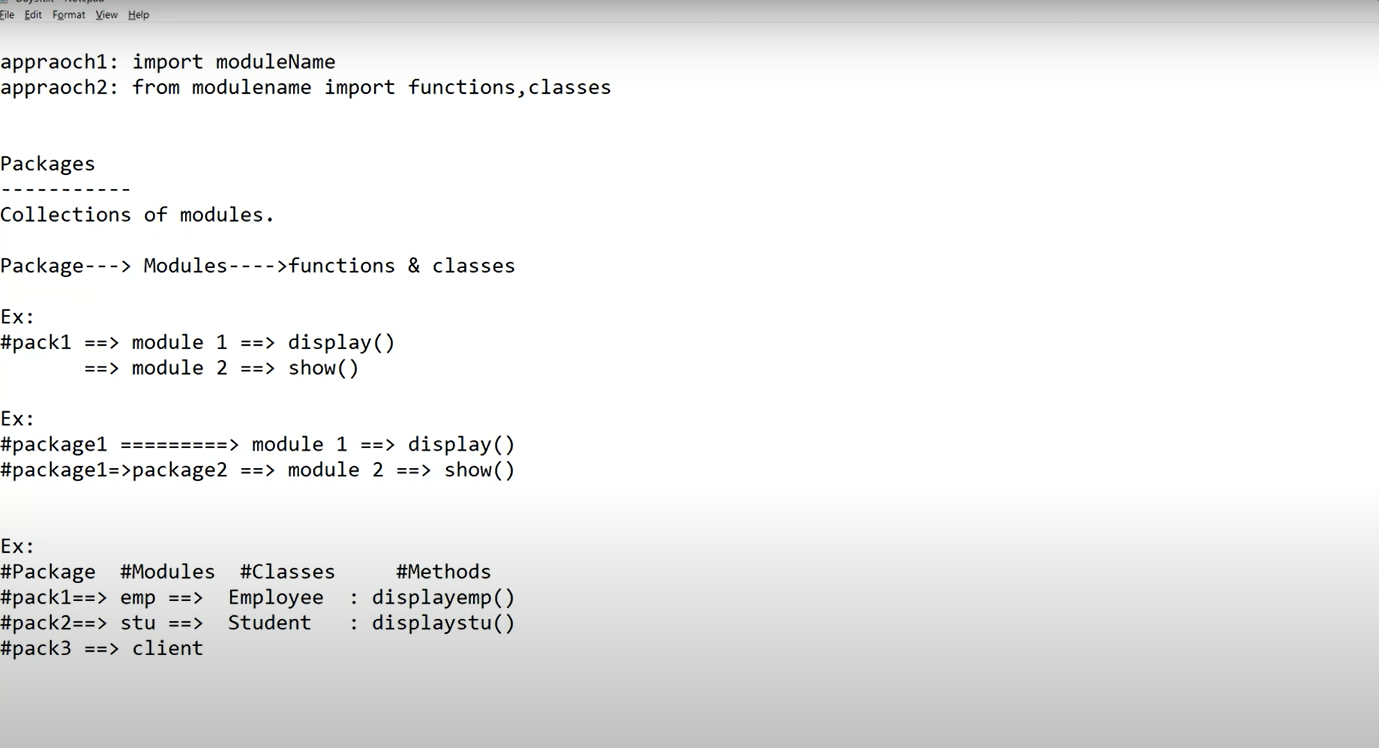 File Edit Format View Help
appraoch1: import moduleName
appraoch2: from modulename import functions,classes
Packages
-----------
Collections of modules.
Package---> Modules---->functions & classes
Ex:
#pack1 ==> module 1 ==> display()
==> module 2 ==> show()
Ex:
#package1 =========> module 1 ==> display()
#package1=>package2 ==> module 2 ==> show()
Ex:
#Package #Modules #Classes #Methods
#pack1==> emp ==> Employee : displayemp()
#pack2==> stu ==> Student : displaystu()
#pack3 ==> client